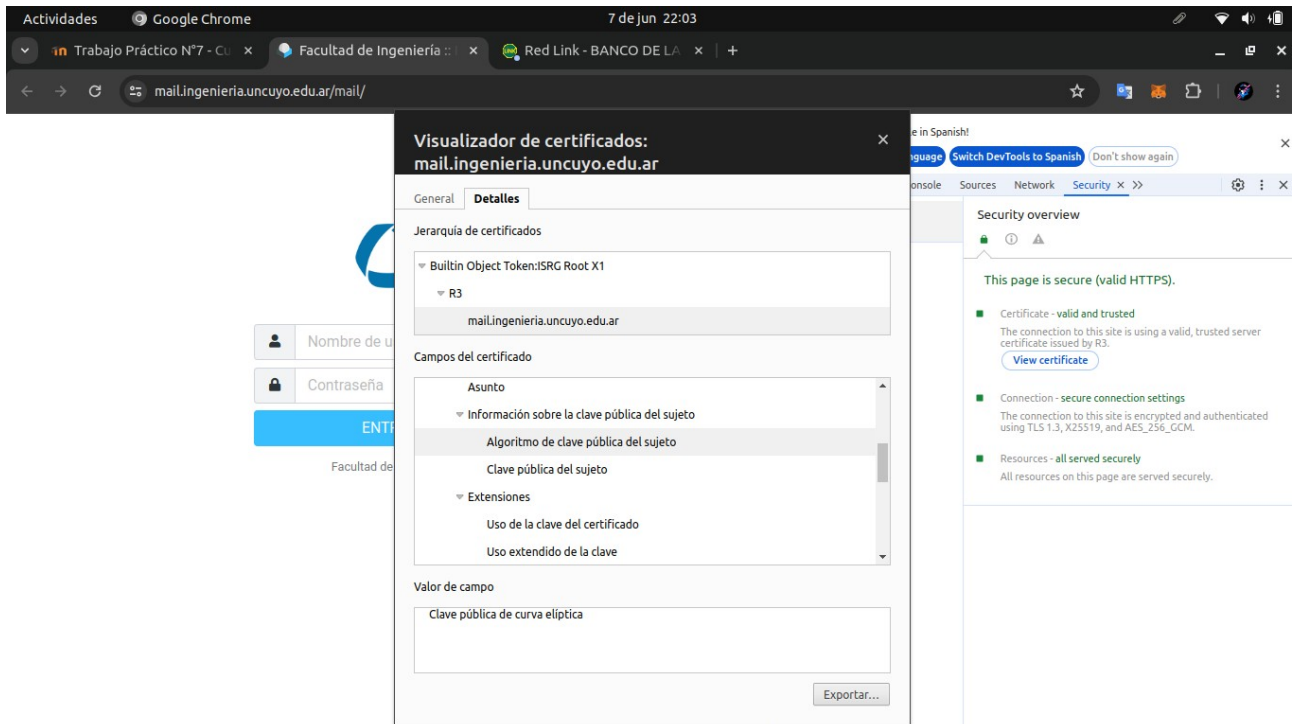 Actividades
Google Chrome
7 de jun 22:03
Trabajo Práctico N°7 - Cu
Facultad de Ingeniería ::
Red Link - BANCO DE LA
mail.ingenieria.uncuyo.edu.ar/mail/
Nombre de u
Contraseña
ENTR
Facultad de
Visualizador de certificados:
mail.ingenieria.uncuyo.edu.ar
General Detalles
Jerarquía de certificados
Builtin Object Token:ISRG Root X1
R3
mail.ingenieria.uncuyo.edu.ar
Campos del certificado
Asunto
Información sobre la clave pública del sujeto
Algoritmo de clave pública del sujeto
Clave pública del sujeto
Extensiones
Uso de la clave del certificado
Uso extendido de la clave
Valor de campo
Clave pública de curva elíptica
Exportar...
e in Spanish!
nguage Switch DevTools to Spanish Don't show again
onsole Sources Network Security
Security overview
This page is secure (valid HTTPS).
Certificate - valid and trusted
The connection to this site is using a valid, trusted server
certificate issued by R3.
View certificate
Connection - secure connection settings
The connection to this site is encrypted and authenticated
using TLS 1.3, X25519, and AES_256_GCM.
Resources - all served securely
All resources on this page are served securely.